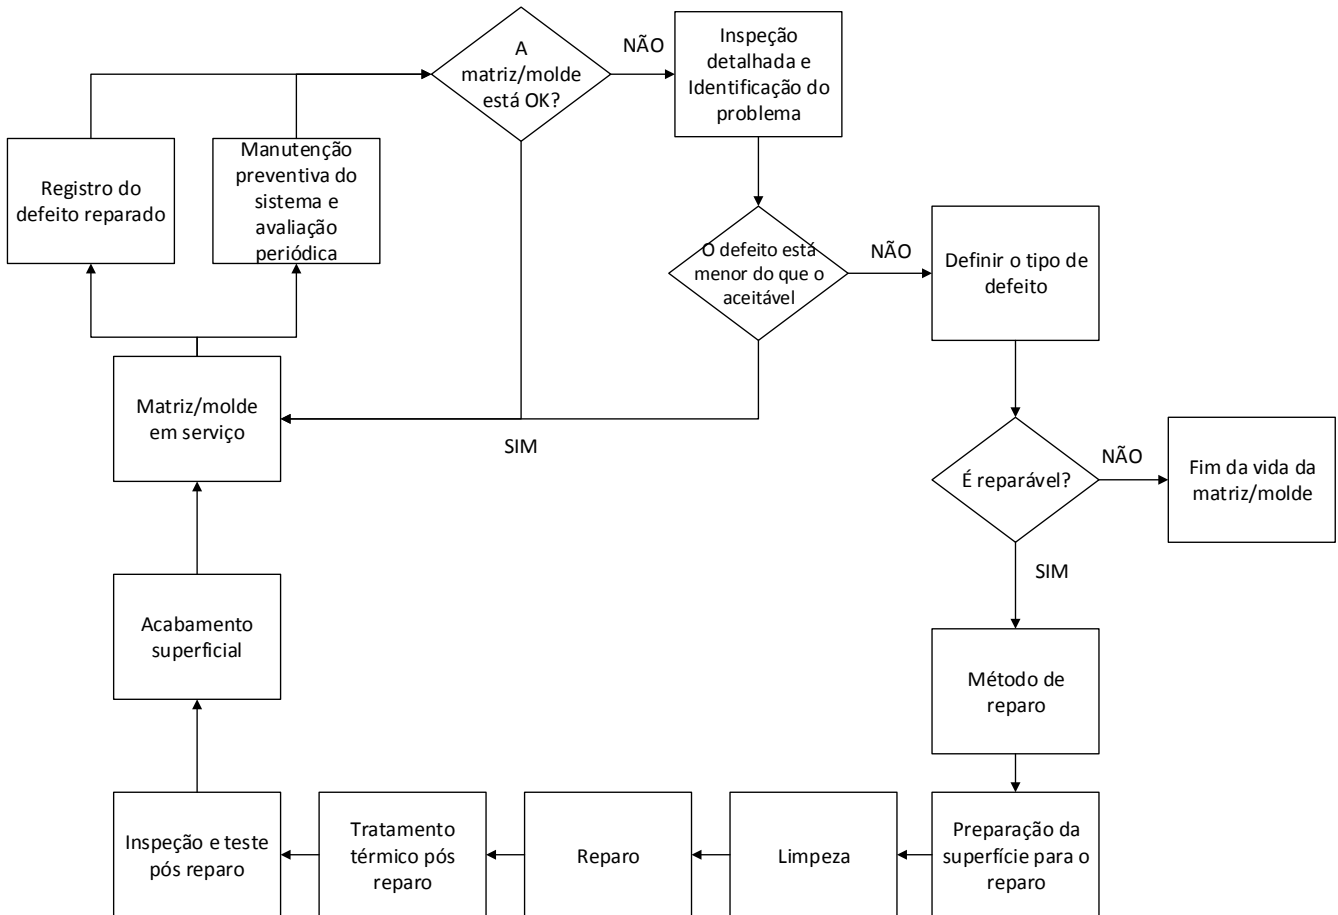 A
matriz/molde
está OK?
NÃO
Inspeção
detalhada e
Identificação do
problema
Registro do
defeito reparado
Manutenção
preventiva do
sistema e
avaliação
periódica
O defeito está
menor do que o
aceitável
NÃO
Definir o tipo de
defeito
Matriz/molde
em serviço
SIM
É reparável?
NÃO
Fim da vida da
matriz/molde
SIM
Acabamento
superficial
Método de
reparo
Inspeção e teste
pós reparo
Tratamento
térmico pós
reparo
Reparo
Limpeza
Preparação da
superfície para o
reparo